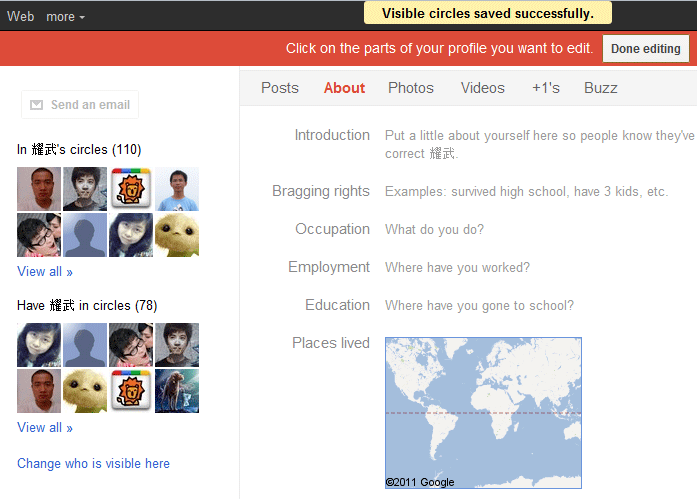 Web more
Visible circles saved successfully.
Click on the parts of your profile you want to edit. Done editing
Send an email
Posts About Photos Videos +1's Buzz
In 耀武's circles (110)
View all »
Have 耀武 in circles (78)
View all »
Change who is visible here
Introduction
Put a little about yourself here so people know they've
correct 耀武.
Bragging rights
Examples: survived high school, have 3 kids, etc.
Occupation
What do you do?
Employment
Where have you worked?
Education
Where have you gone to school?
Places lived
©2011 Google